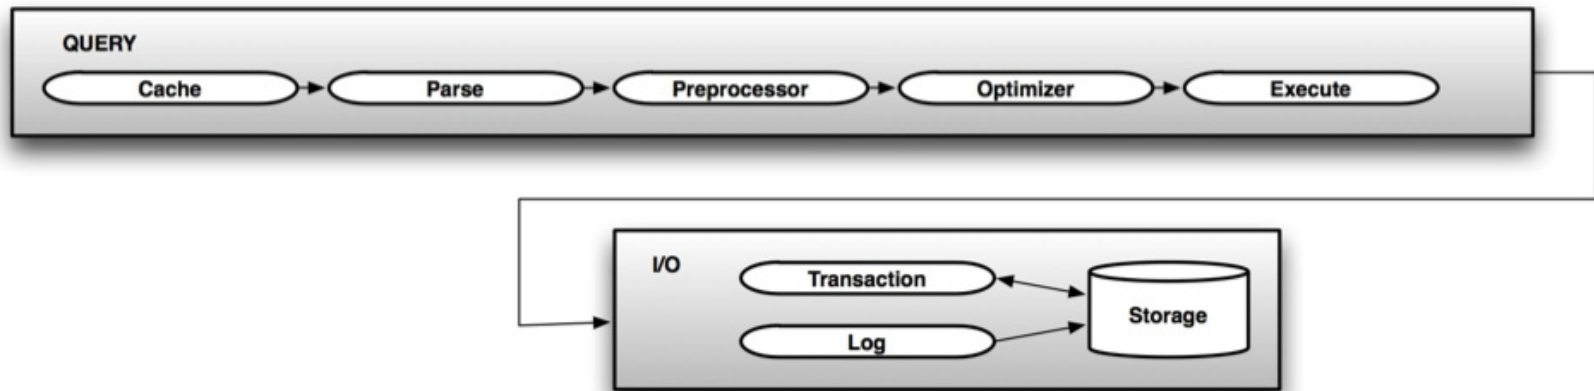 QUERY
Cache Parse Preprocessor Optimizer Execute
I/O
Transaction
Storage
Log